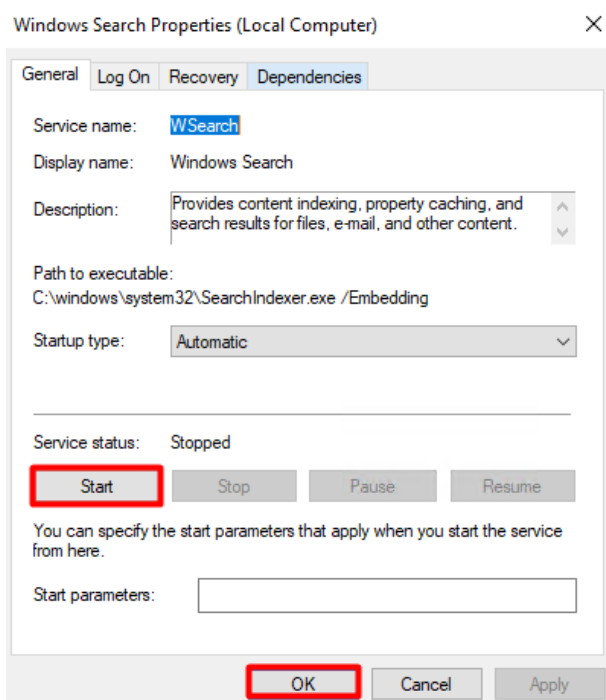 Windows Search Properties (Local Computer)
General Log On Recovery Dependencies
Service name: WSearch
Display name: Windows Search
Description: Provides content indexing, property caching, and
search results for files, e-mail, and other content.
Path to executable:
C:\windows\system32\SearchIndexer.exe /Embedding
Startup type: Automatic
Service status: Stopped
Start Stop Pause Resume
You can specify the start parameters that apply when you start the service
from here.
Start parameters:
OK Cancel Apply